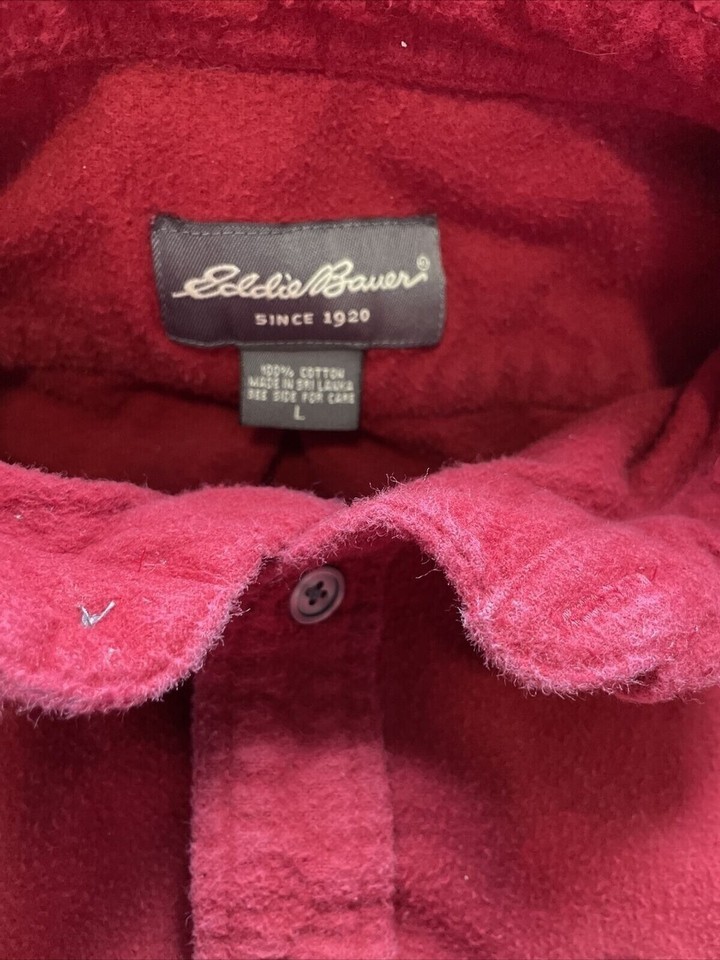 Eddie Bauer®
SINCE 1920
100% COTTON
MADE IN SRI LANKA
SEE SIDE FOR CARE
L